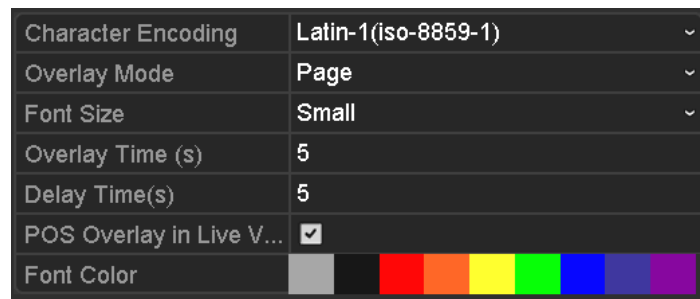 Character Encoding Latin-1(iso-8859-1)
Overlay Mode Page
Font Size Small
Overlay Time (s) 5
Delay Time(s) 5
POS Overlay in Live V...
Font Color